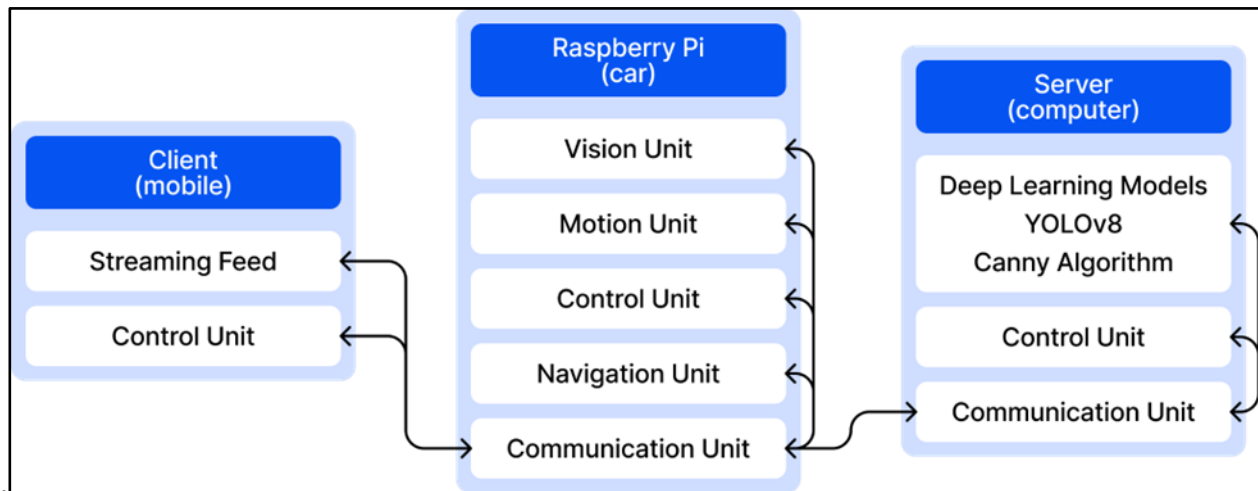 Client
(mobile)
Streaming Feed
Control Unit
Raspberry Pi
(car)
Vision Unit
Motion Unit
Control Unit
Navigation Unit
Communication Unit
Server
(computer)
Deep Learning Models
YOLOv8
Canny Algorithm
Control Unit
Communication Unit